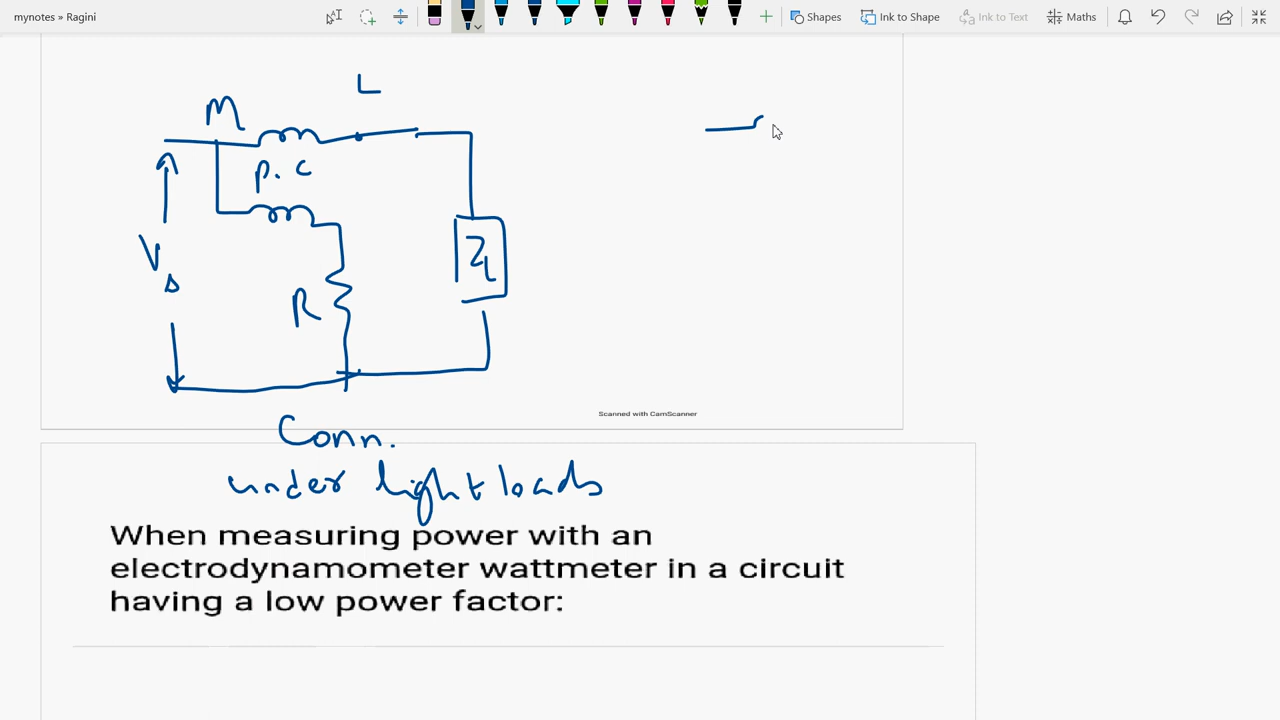 mynotes » Ragini
Shapes
Ink to Shape
Ink to Text
Maths
L
M
P. C
Vs
R
ZL
Scanned with CamScanner
Conn.
under light loads
When measuring power with an
electrodynamometer wattmeter in a circuit
having a low power factor: